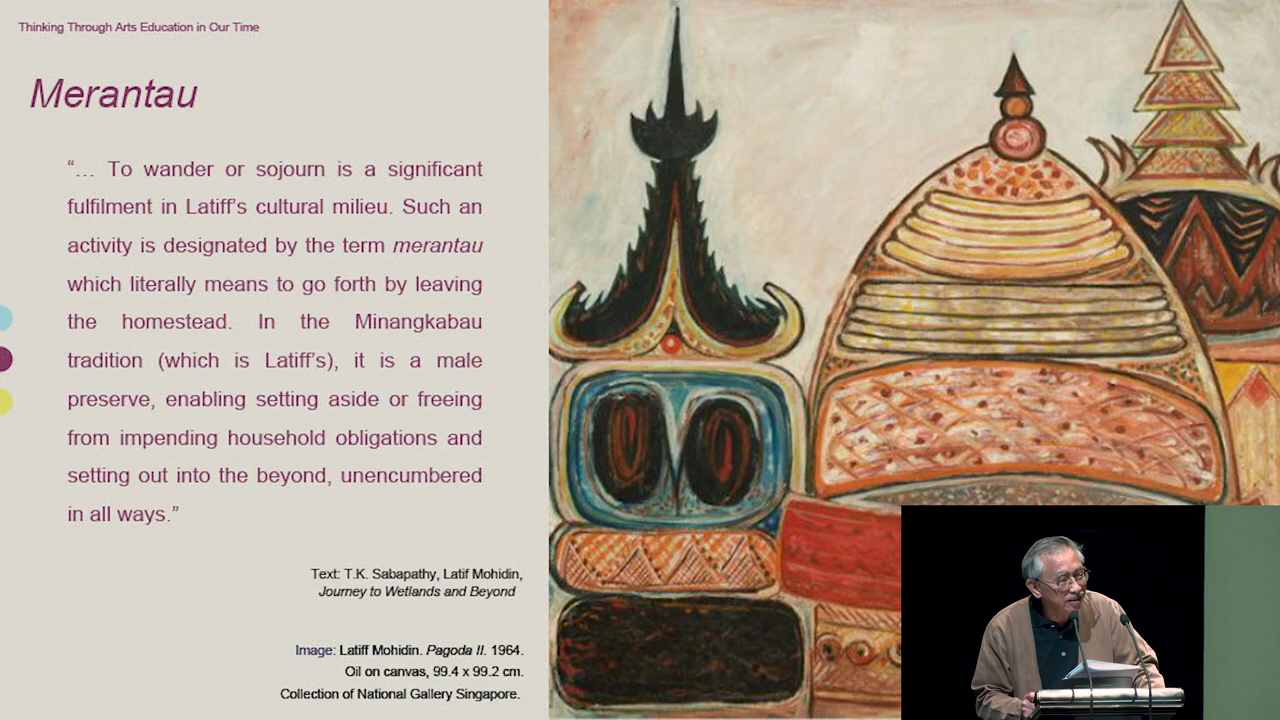 Thinking Through Arts Education in Our Time
Merantau
“… To wander or sojourn is a significant
fulfilment in Latiff’s cultural milieu. Such an
activity is designated by the term merantau
which literally means to go forth by leaving
the homestead. In the Minangkabau
tradition (which is Latiff’s), it is a male
preserve, enabling setting aside or freeing
from impending household obligations and
setting out into the beyond, unencumbered
in all ways.”
Text: T.K. Sabapathy, Latif Mohidin,
Journey to Wetlands and Beyond
Image: Latiff Mohidin. Pagoda II. 1964.
Oil on canvas, 99.4 x 99.2 cm.
Collection of National Gallery Singapore.